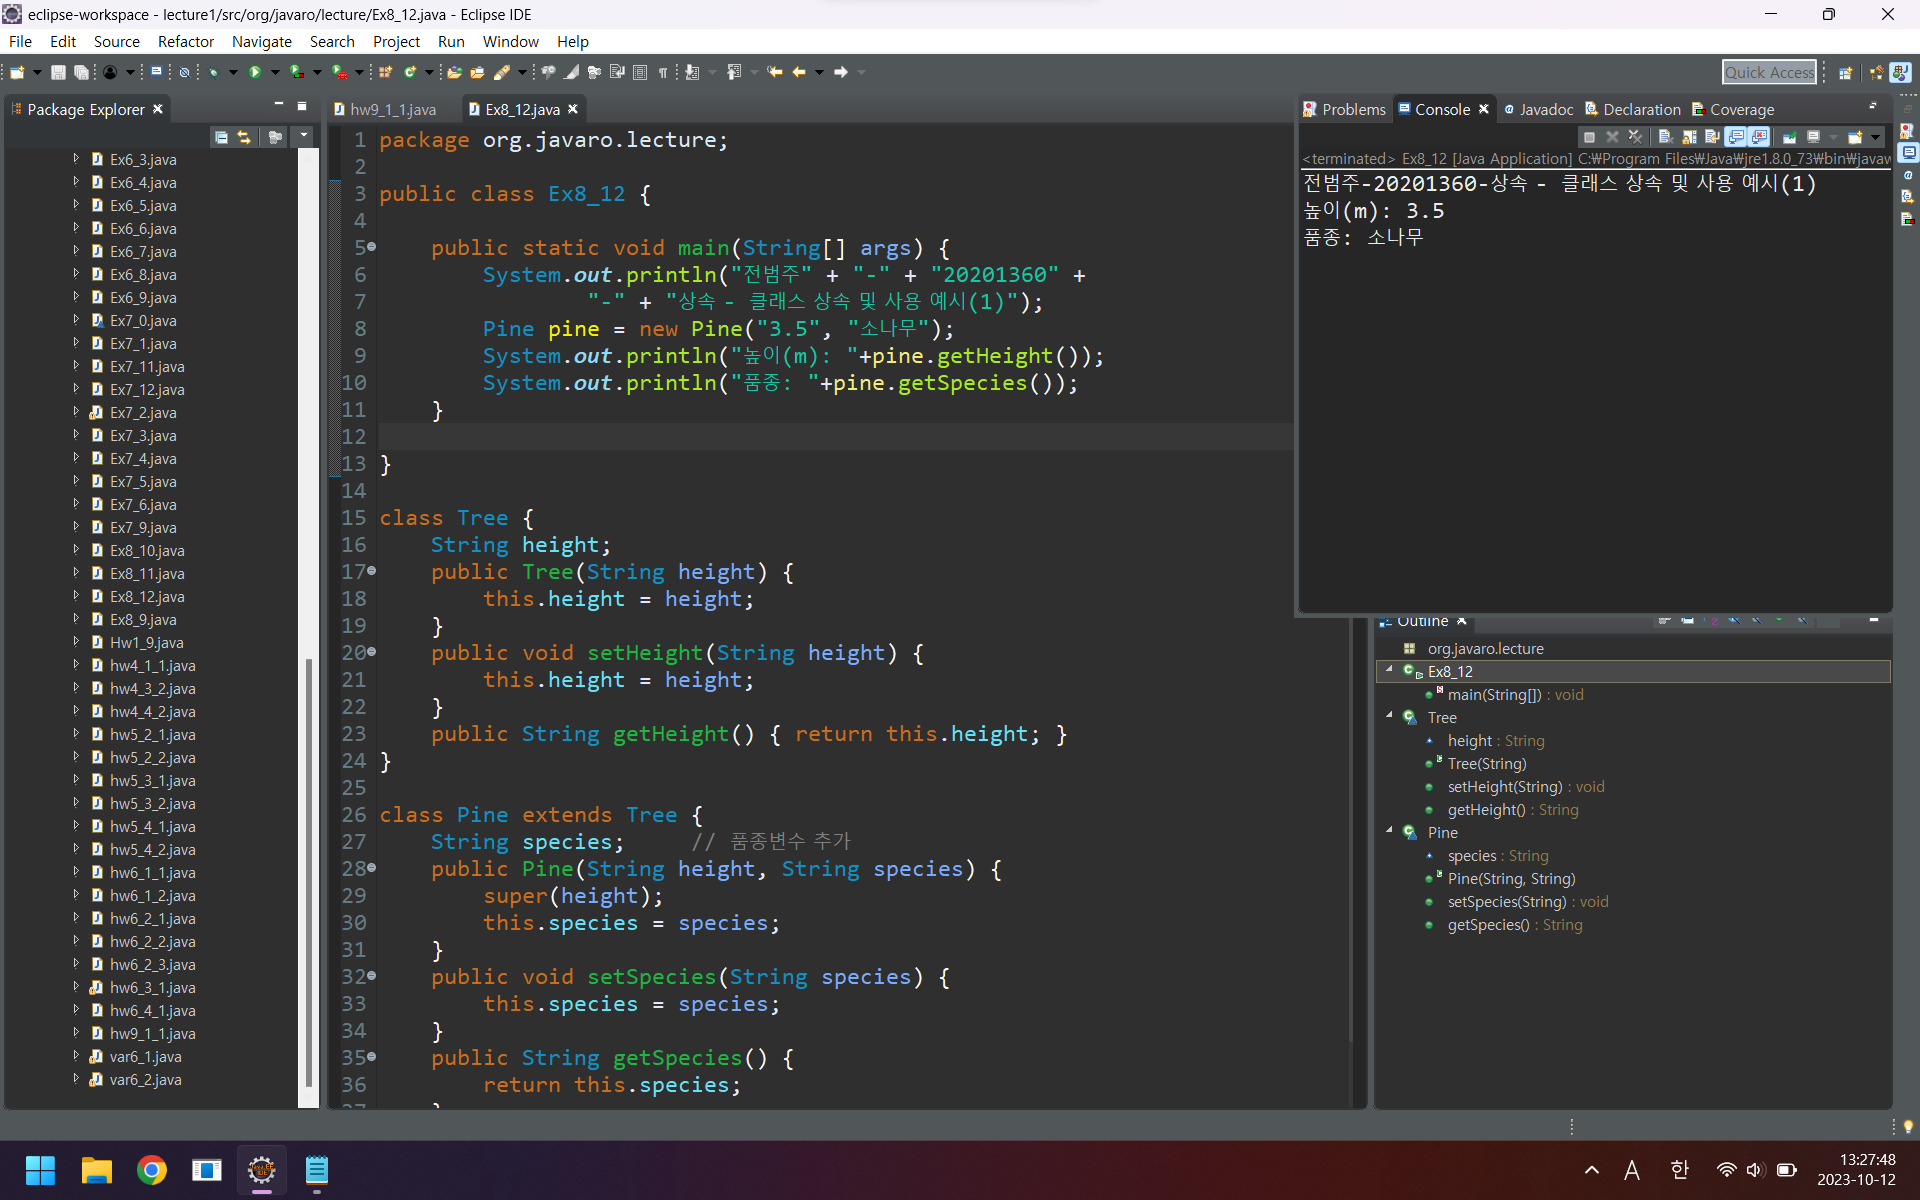 eclipse-workspace - lecture1/src/org/javaro/lecture/Ex8_12.java - Eclipse IDE
File Edit Source Refactor Navigate Search Project Run Window Help
Quick Access
Package Explorer
Ex6_3.java
Ex6_4.java
Ex6_5.java
Ex6_6.java
Ex6_7.java
Ex6_8.java
Ex6_9.java
Ex7_0.java
Ex7_1.java
Ex7_11.java
Ex7_12.java
Ex7_2.java
Ex7_3.java
Ex7_4.java
Ex7_5.java
Ex7_6.java
Ex7_9.java
Ex8_10.java
Ex8_11.java
Ex8_12.java
Ex8_9.java
Hw1_9.java
hw4_1_1.java
hw4_3_2.java
hw4_4_2.java
hw5_2_1.java
hw5_2_2.java
hw5_3_1.java
hw5_3_2.java
hw5_4_1.java
hw5_4_2.java
hw6_1_1.java
hw6_1_2.java
hw6_2_1.java
hw6_2_2.java
hw6_2_3.java
hw6_3_1.java
hw6_4_1.java
hw9_1_1.java
var6_1.java
var6_2.java
hw9_1_1.java Ex8_12.java
1 package org.javaro.lecture;
2
3 public class Ex8_12 {
4
5     public static void main(String[] args) {
6         System.out.println("전범주" + "-" + "20201360" +
7                 "-" + "상속 - 클래스 상속 및 사용 예시(1)");
8         Pine pine = new Pine("3.5", "소나무");
9         System.out.println("높이(m): "+pine.getHeight());
10         System.out.println("품종: "+pine.getSpecies());
11     }
12
13 }
14
15 class Tree {
16     String height;
17     public Tree(String height) {
18         this.height = height;
19     }
20     public void setHeight(String height) {
21         this.height = height;
22     }
23     public String getHeight() { return this.height; }
24 }
25
26 class Pine extends Tree {
27     String species;     // 품종변수 추가
28     public Pine(String height, String species) {
29         super(height);
30         this.species = species;
31     }
32     public void setSpecies(String species) {
33         this.species = species;
34     }
35     public String getSpecies() {
36         return this.species;
37     }
Problems Console Javadoc Declaration Coverage
<terminated> Ex8_12 [Java Application] C:₩Program Files₩Java₩jre1.8.0_73₩bin₩javaw
전범주-20201360-상속 - 클래스 상속 및 사용 예시(1)
높이(m): 3.5
품종: 소나무
Outline
org.javaro.lecture
Ex8_12
main(String[]) : void
Tree
height : String
Tree(String)
setHeight(String) : void
getHeight() : String
Pine
species : String
Pine(String, String)
setSpecies(String) : void
getSpecies() : String
A 한
13:27:48
2023-10-12